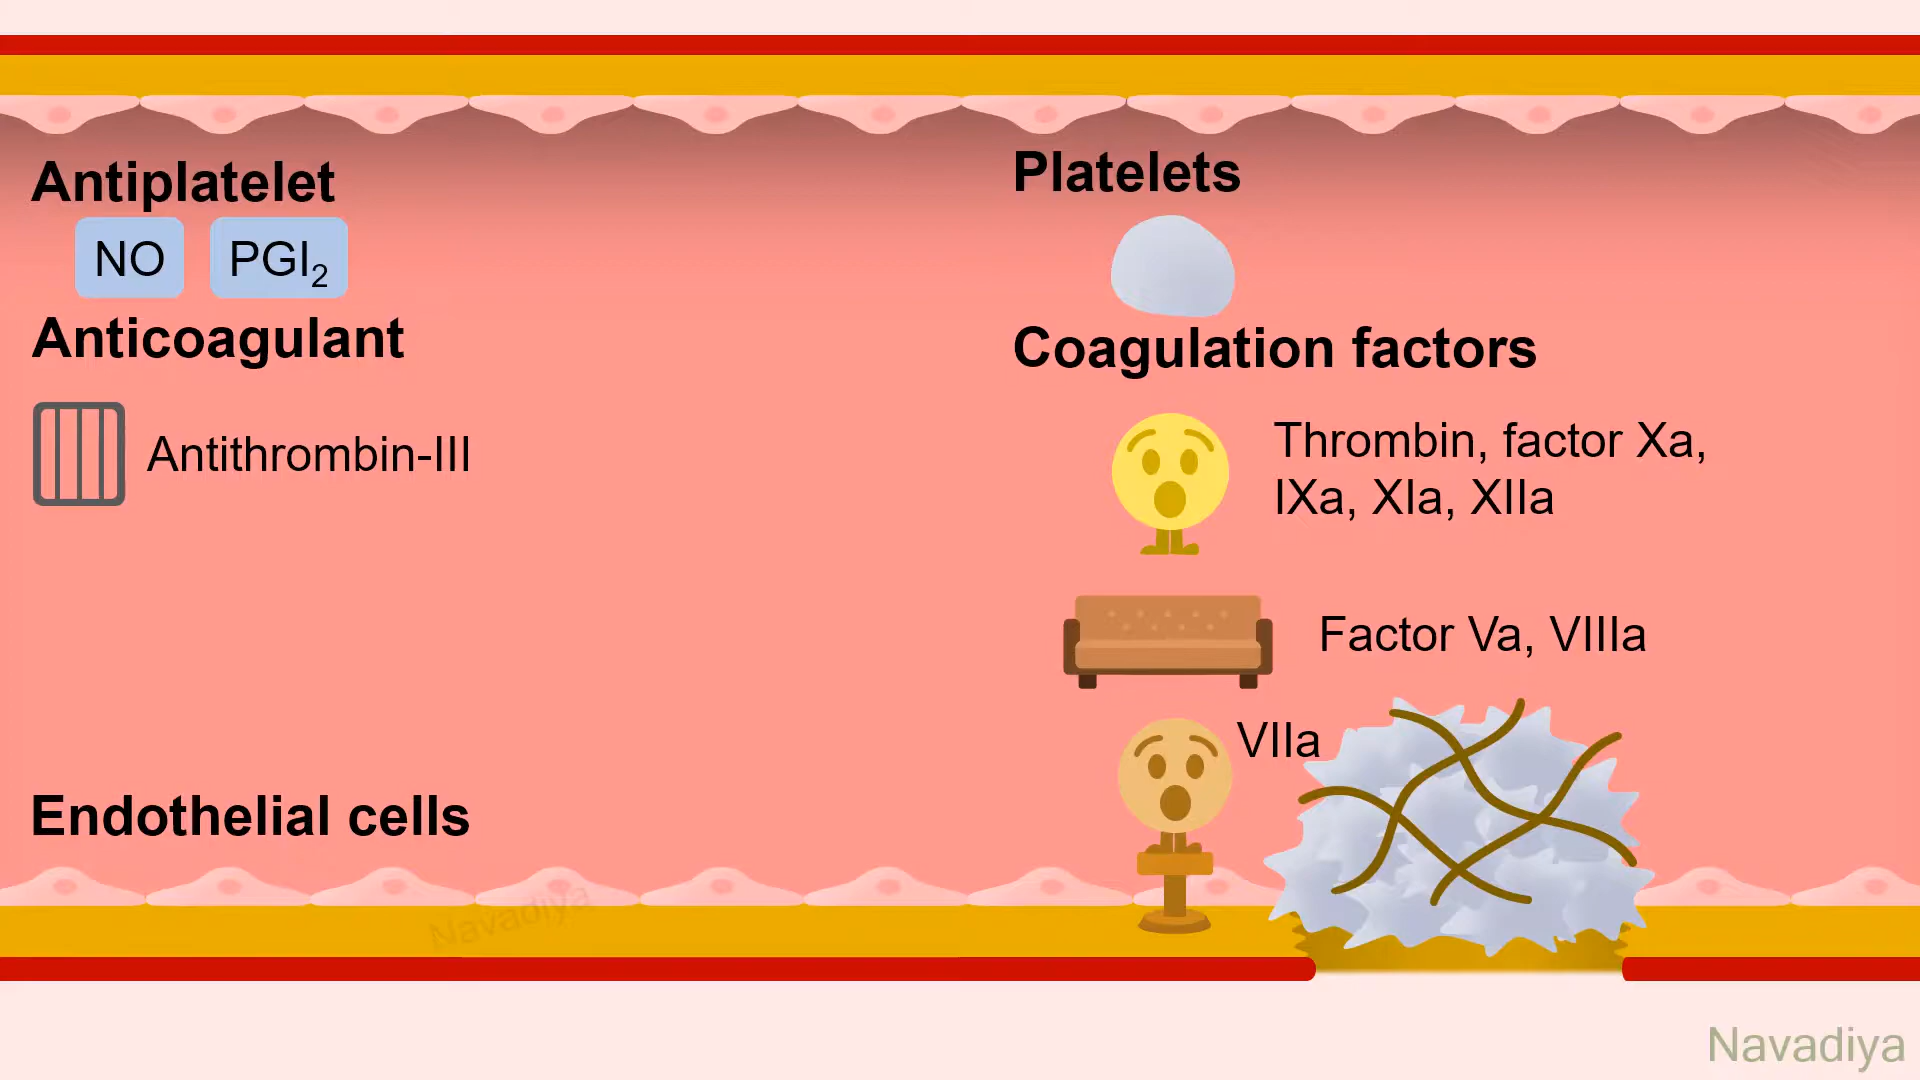 Antiplatelet
NO
PGI₂
Anticoagulant
Antithrombin-III
Endothelial cells
Platelets
Coagulation factors
Thrombin, factor Xa,
IXa, XIa, XIIa
Factor Va, VIIIa
VIIa
Navadiya
Navadiya